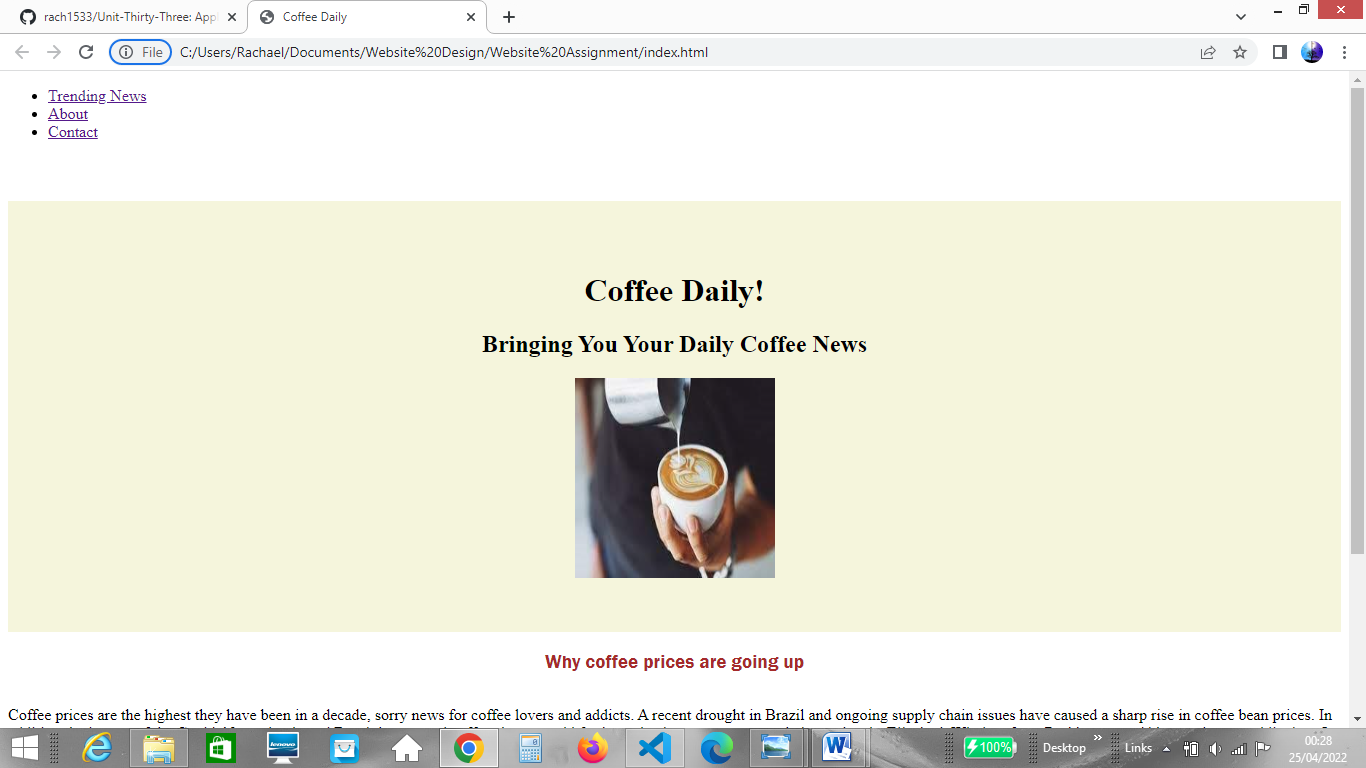 rach1533/Unit-Thirty-Three: Appl
Coffee Daily
File
C:/Users/Rachael/Documents/Website%20Design/Website%20Assignment/index.html
Trending News
About
Contact
Coffee Daily!
Bringing You Your Daily Coffee News
Why coffee prices are going up
Coffee prices are the highest they have been in a decade, sorry news for coffee lovers and addicts. A recent drought in Brazil and ongoing supply chain issues have caused a sharp rise in coffee bean prices. In
lenovo
100%
Desktop
Links
00:28
25/04/2022